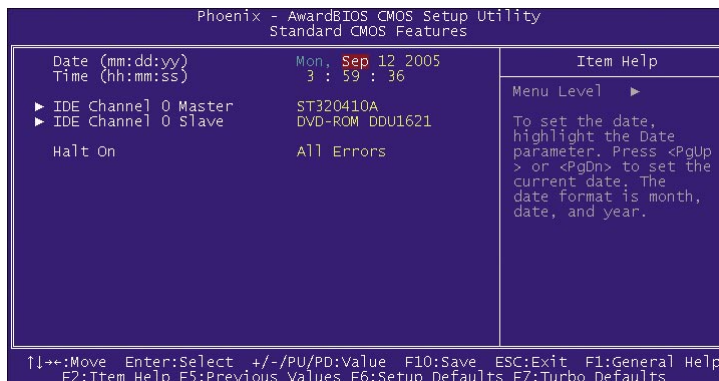 Phoenix - AwardBIOS CMOS Setup Utility
Standard CMOS Features
Date (mm:dd:yy) Mon, Sep 12 2005
Time (hh:mm:ss) 3 : 59 : 36
► IDE Channel 0 Master ST320410A
► IDE Channel 0 Slave DVD-ROM DDU1621
Halt On All Errors
Item Help
Menu Level ►
To set the date,
highlight the Date
parameter. Press <PgUp
> or <PgDn> to set the
current date. The
date format is month,
date, and year.
↑↓→←:Move Enter:Select +/-/PU/PD:Value F10:Save ESC:Exit F1:General Help
F2:Item Help F5:Previous Values F6:Setup Defaults F7:Turbo Defaults